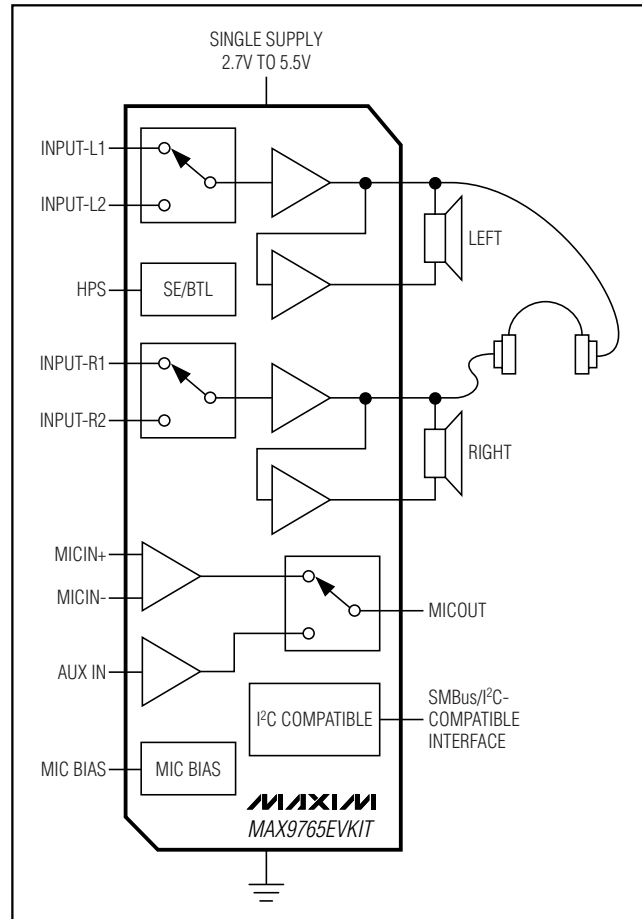 SINGLE SUPPLY
2.7V TO 5.5V
INPUT-L1
INPUT-L2
LEFT
HPS
SE/BTL
INPUT-R1
INPUT-R2
RIGHT
MICIN+
MICIN-
MICOUT
AUX IN
I²C COMPATIBLE
SMBus/I²C-
COMPATIBLE
INTERFACE
MIC BIAS
MIC BIAS
MAXIM
MAX9765EVKIT